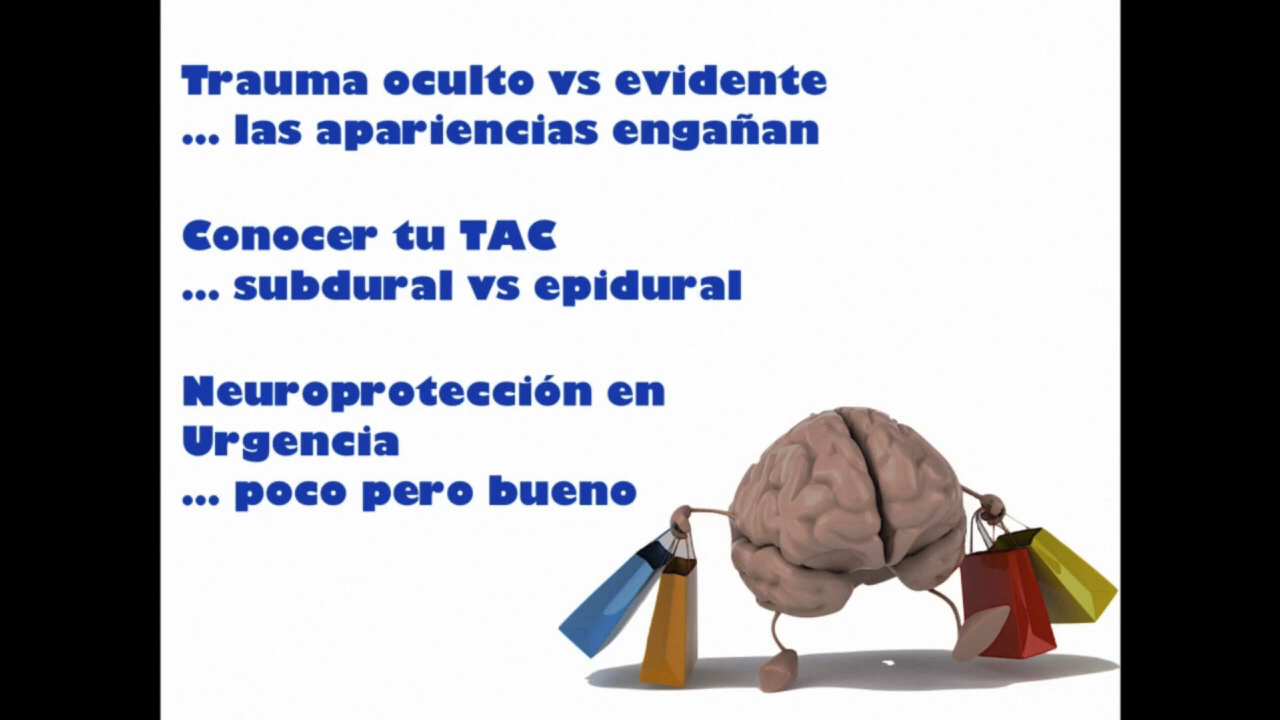 Trauma oculto vs evidente
... las apariencias engañan
Conocer tu TAC
... subdural vs epidural
Neuroprotección en
Urgencia
... poco pero bueno